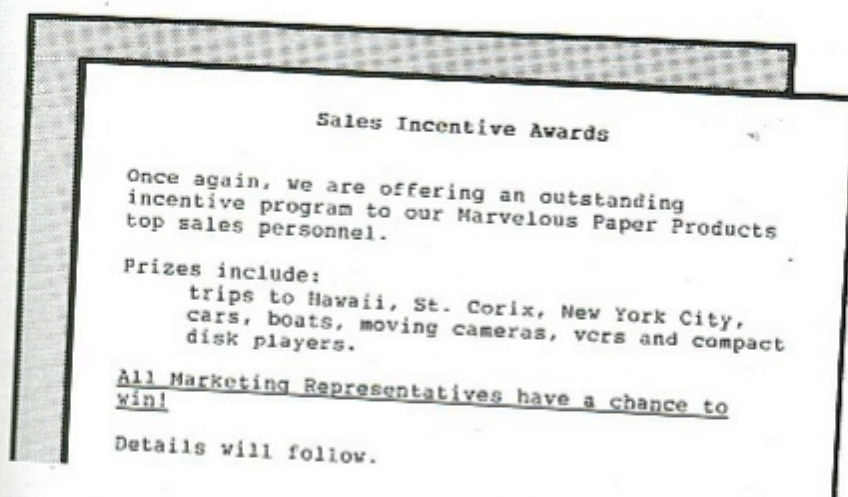 Sales Incentive Awards
Once again, we are offering an outstanding
incentive program to our Marvelous Paper Products
top sales personnel.
Prizes include:
trips to Hawaii, St. Corix, New York City,
cars, boats, moving cameras, vcrs and compact
disk players.
All Marketing Representatives have a chance to
win!
Details will follow.